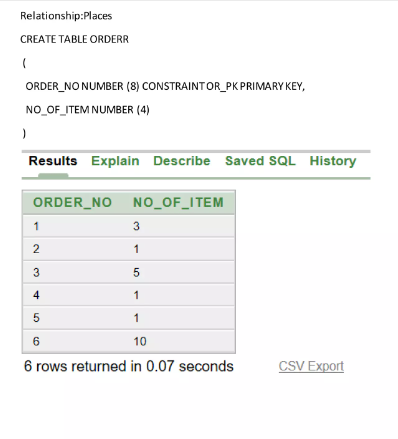 Relationship:Places
CREATE TABLE ORDERR
(
ORDER_NO NUMBER (8) CONSTRAINT OR_PK PRIMARY KEY,
NO_OF_ITEM NUMBER (4)
)
Results Explain Describe Saved SQL History
ORDER_NO NO_OF_ITEM
1 3
2 1
3 5
4 1
5 1
6 10
6 rows returned in 0.07 seconds CSV Export